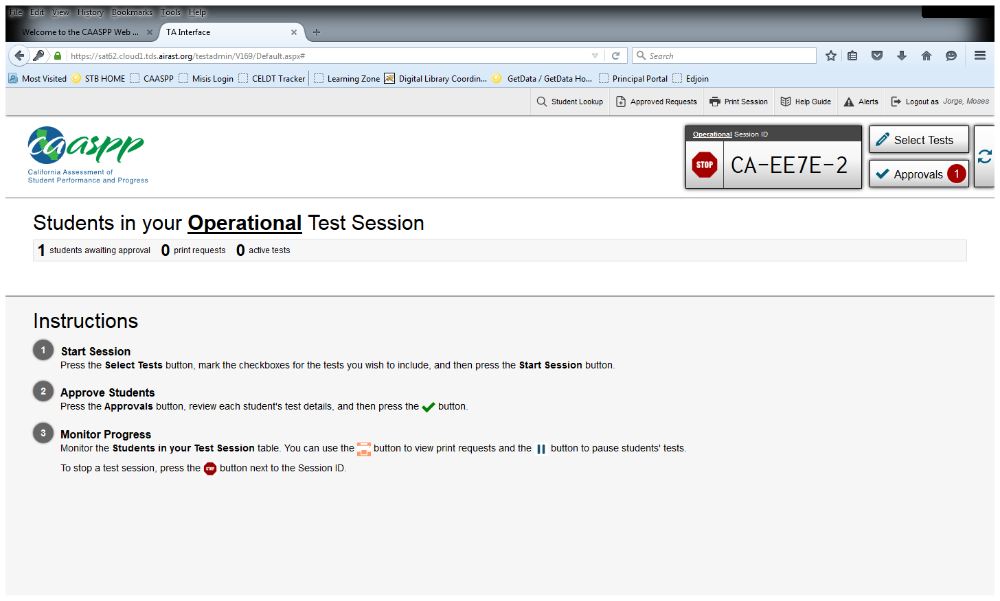 File Edit View History Bookmarks Tools Help
Welcome to the CAASPP Web ... × TA Interface × +
https://sat62.cloud1.tds.airast.org/testadmin/V169/Default.aspx# Search
Most Visited STB HOME CAASPP Misis Login CELDT Tracker Learning Zone Digital Library Coordin... GetData / GetData Ho... Principal Portal Edjoin
Student Lookup Approved Requests Print Session Help Guide Alerts Logout as Jorge, Moses
caaspp
California Assessment of
Student Performance and Progress
Operational Session ID
STOP CA-EE7E-2
Select Tests
Approvals 1
Students in your Operational Test Session
1 students awaiting approval 0 print requests 0 active tests
Instructions
1 Start Session
Press the Select Tests button, mark the checkboxes for the tests you wish to include, and then press the Start Session button.
2 Approve Students
Press the Approvals button, review each student's test details, and then press the button.
3 Monitor Progress
Monitor the Students in your Test Session table. You can use the button to view print requests and the button to pause students' tests.
To stop a test session, press the STOP button next to the Session ID.